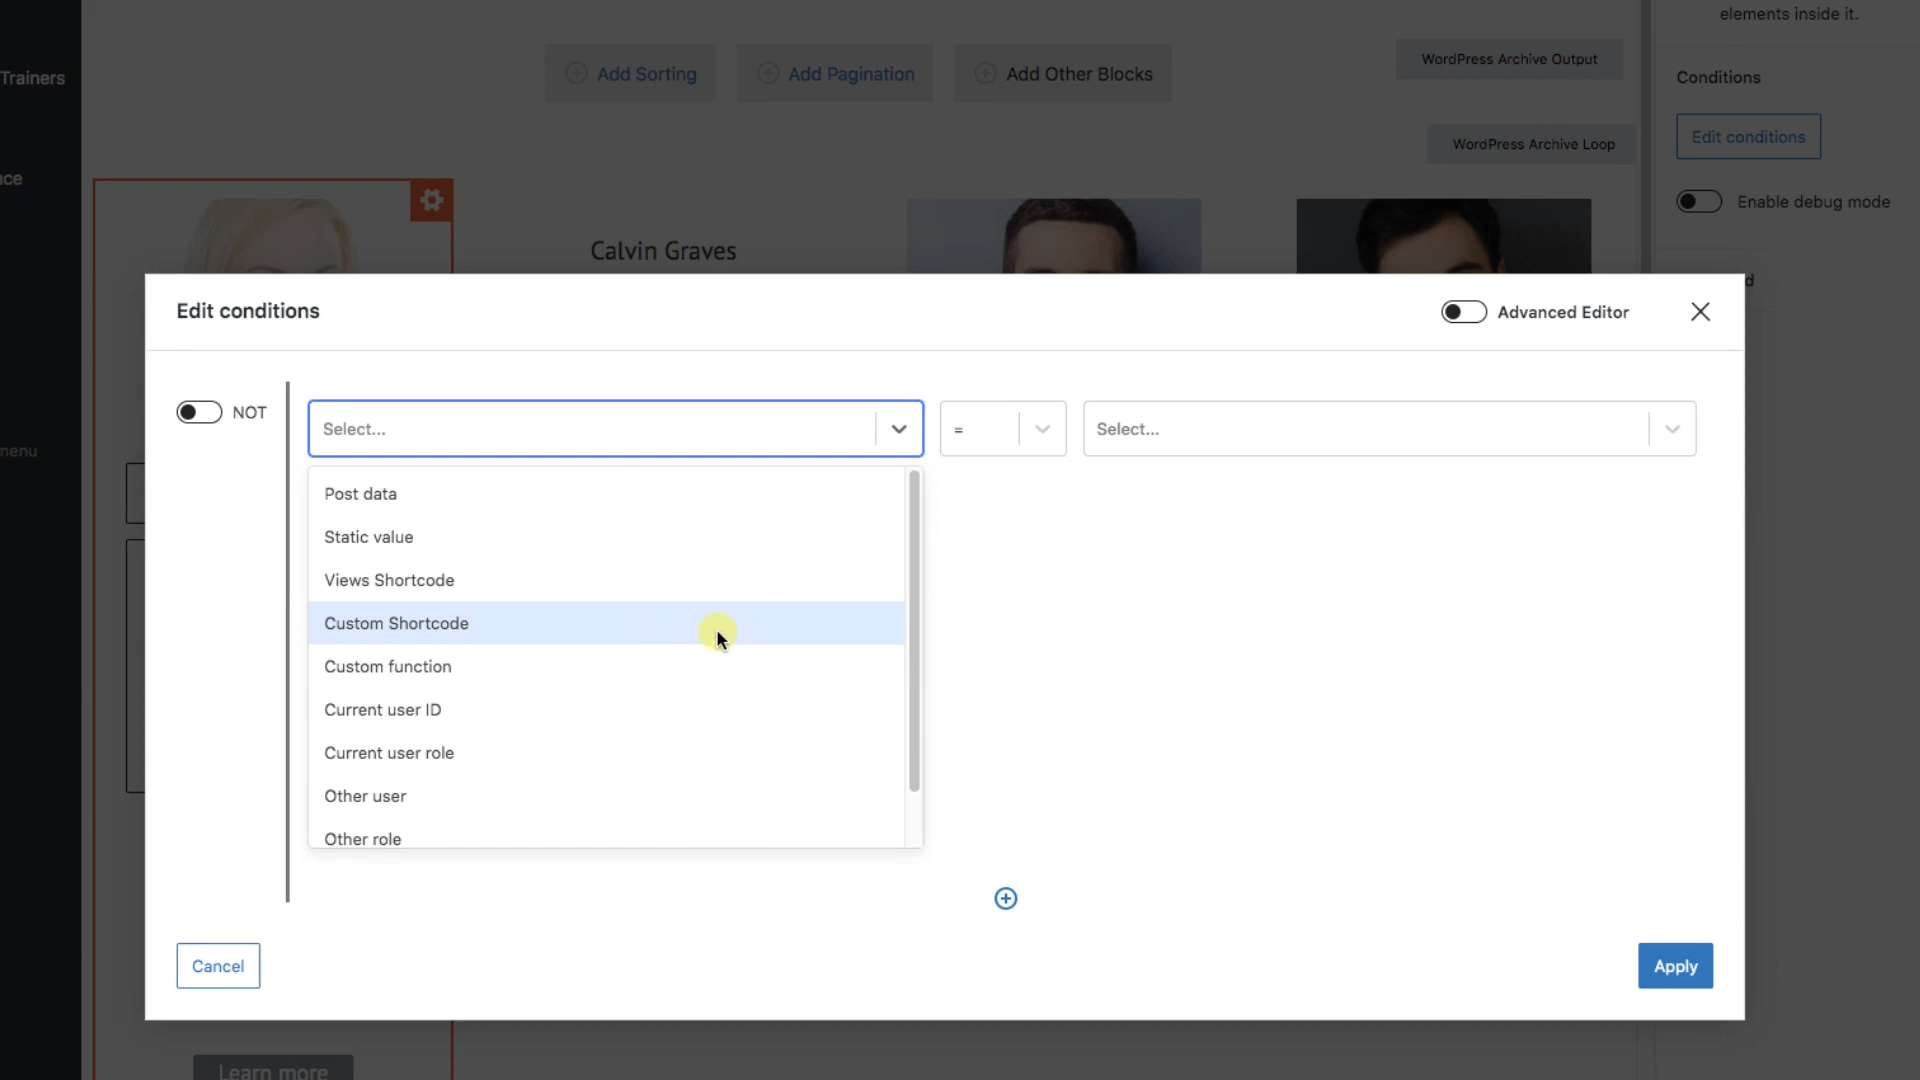 elements inside it.
Trainers
Add Sorting
Add Pagination
Add Other Blocks
WordPress Archive Output
Conditions
Edit conditions
WordPress Archive Loop
nce
Enable debug mode
Calvin Graves
d
Edit conditions
Advanced Editor
NOT
Select...
=
Select...
menu
Post data
Static value
Views Shortcode
Custom Shortcode
Custom function
Current user ID
Current user role
Other user
Other role
Cancel
Apply
Learn more